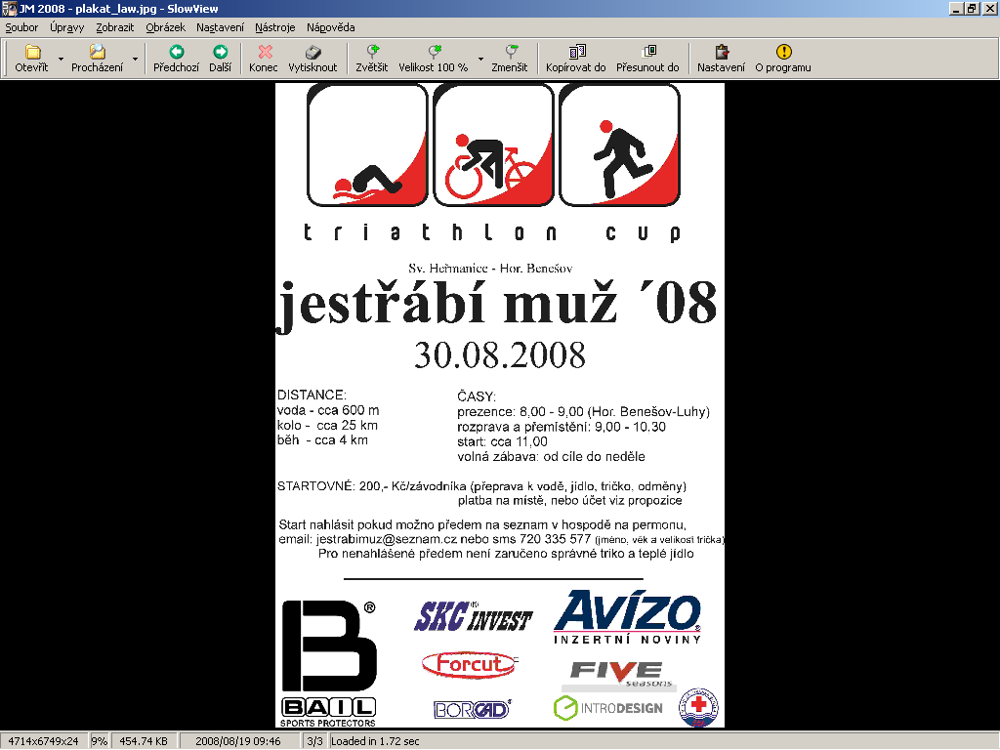 JM 2008 - plakat_law.jpg - SlowView
Soubor Úpravy Zobrazit Obrázek Nastavení Nástroje Nápověda
Otevřít Procházení Předchozí Další Konec Vytisknout Zvětšit Velikost 100 % Zmenšit Kopírovat do Přesunout do Nastavení O programu
triathlon cup
Sv. Heřmanice - Hor. Benešov
jestřábí muž ´08
30.08.2008
DISTANCE:
voda - cca 600 m
kolo - cca 25 km
běh - cca 4 km
ČASY:
prezence: 8,00 - 9,00 (Hor. Benešov-Luhy)
rozprava a přemístění: 9,00 - 10,30
start: cca 11,00
volná zábava: od cíle do neděle
STARTOVNÉ: 200,- Kč/závodníka (přeprava k vodě, jídlo, tričko, odměny)
platba na místě, nebo účet viz propozice
Start nahlásit pokud možno předem na seznam v hospodě na permonu,
email: jestrabimuz@seznam.cz nebo sms 720 335 577 (jméno, věk a velikost trička)
Pro nenahlášené předem není zaručeno správné triko a teplé jídlo
B®
BAIL
SPORTS PROTECTORS
SKC® INVEST
Forcut
BORCAD®
AVÍZO®
INZERTNÍ NOVINY
FIVE
seasons
INTRODESIGN
4714x6749x24 9% 454.74 KB 2008/08/19 09:46 3/3 Loaded in 1.72 sec